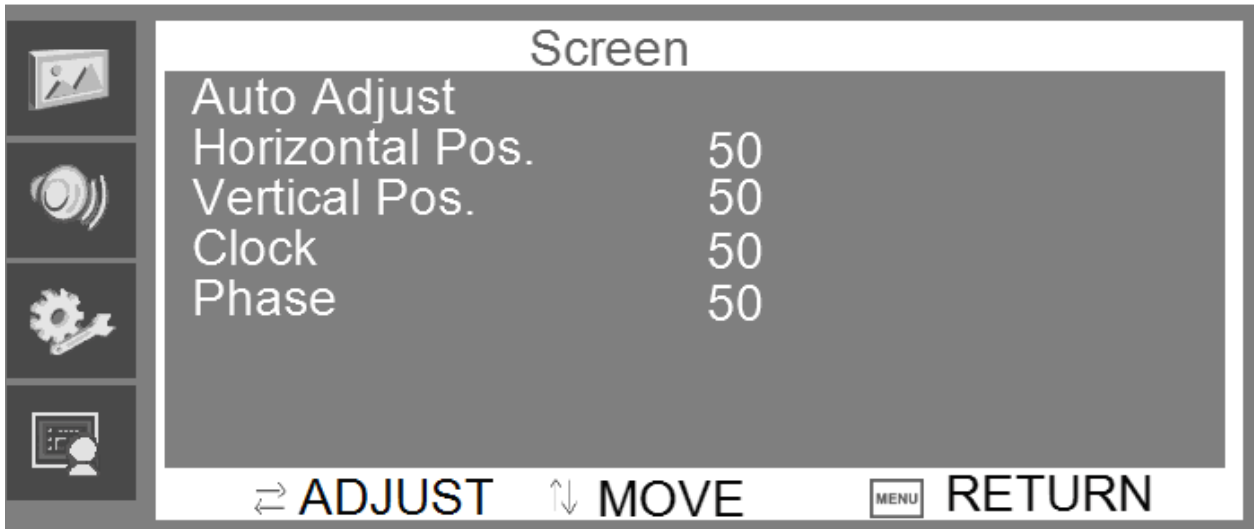 Screen
Auto Adjust
Horizontal Pos. 50
Vertical Pos. 50
Clock 50
Phase 50
ADJUST MOVE MENU RETURN